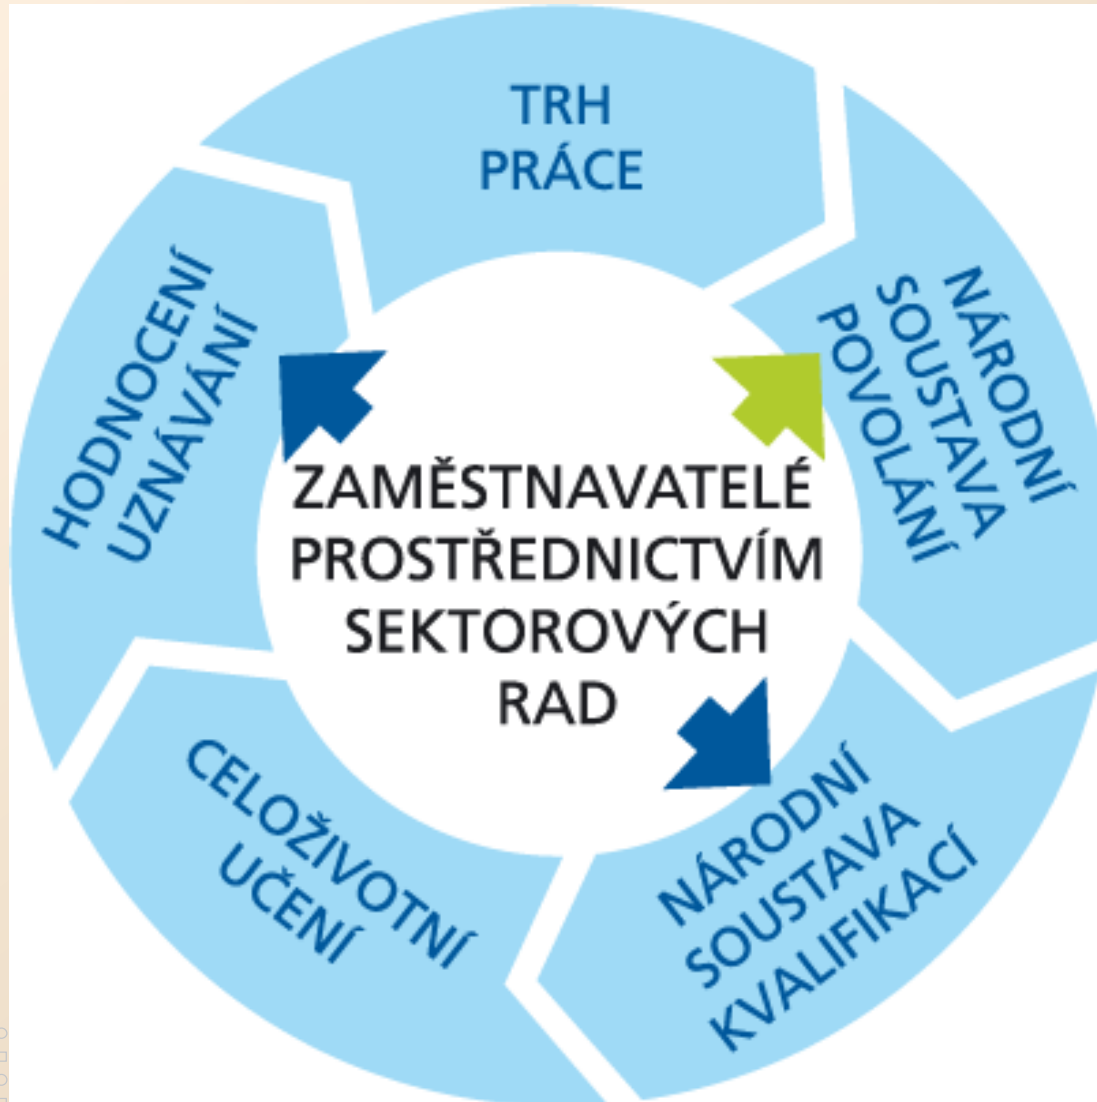 TRH
PRÁCE
NÁRODNÍ
SOUSTAVA
POVOLÁNÍ
NÁRODNÍ
SOUSTAVA
KVALIFIKACÍ
CELOŽIVOTNÍ
UČENÍ
HODNOCENÍ
UZNÁVÁNÍ
ZAMĚSTNAVATELÉ
PROSTŘEDNICTVÍM
SEKTOROVÝCH
RAD